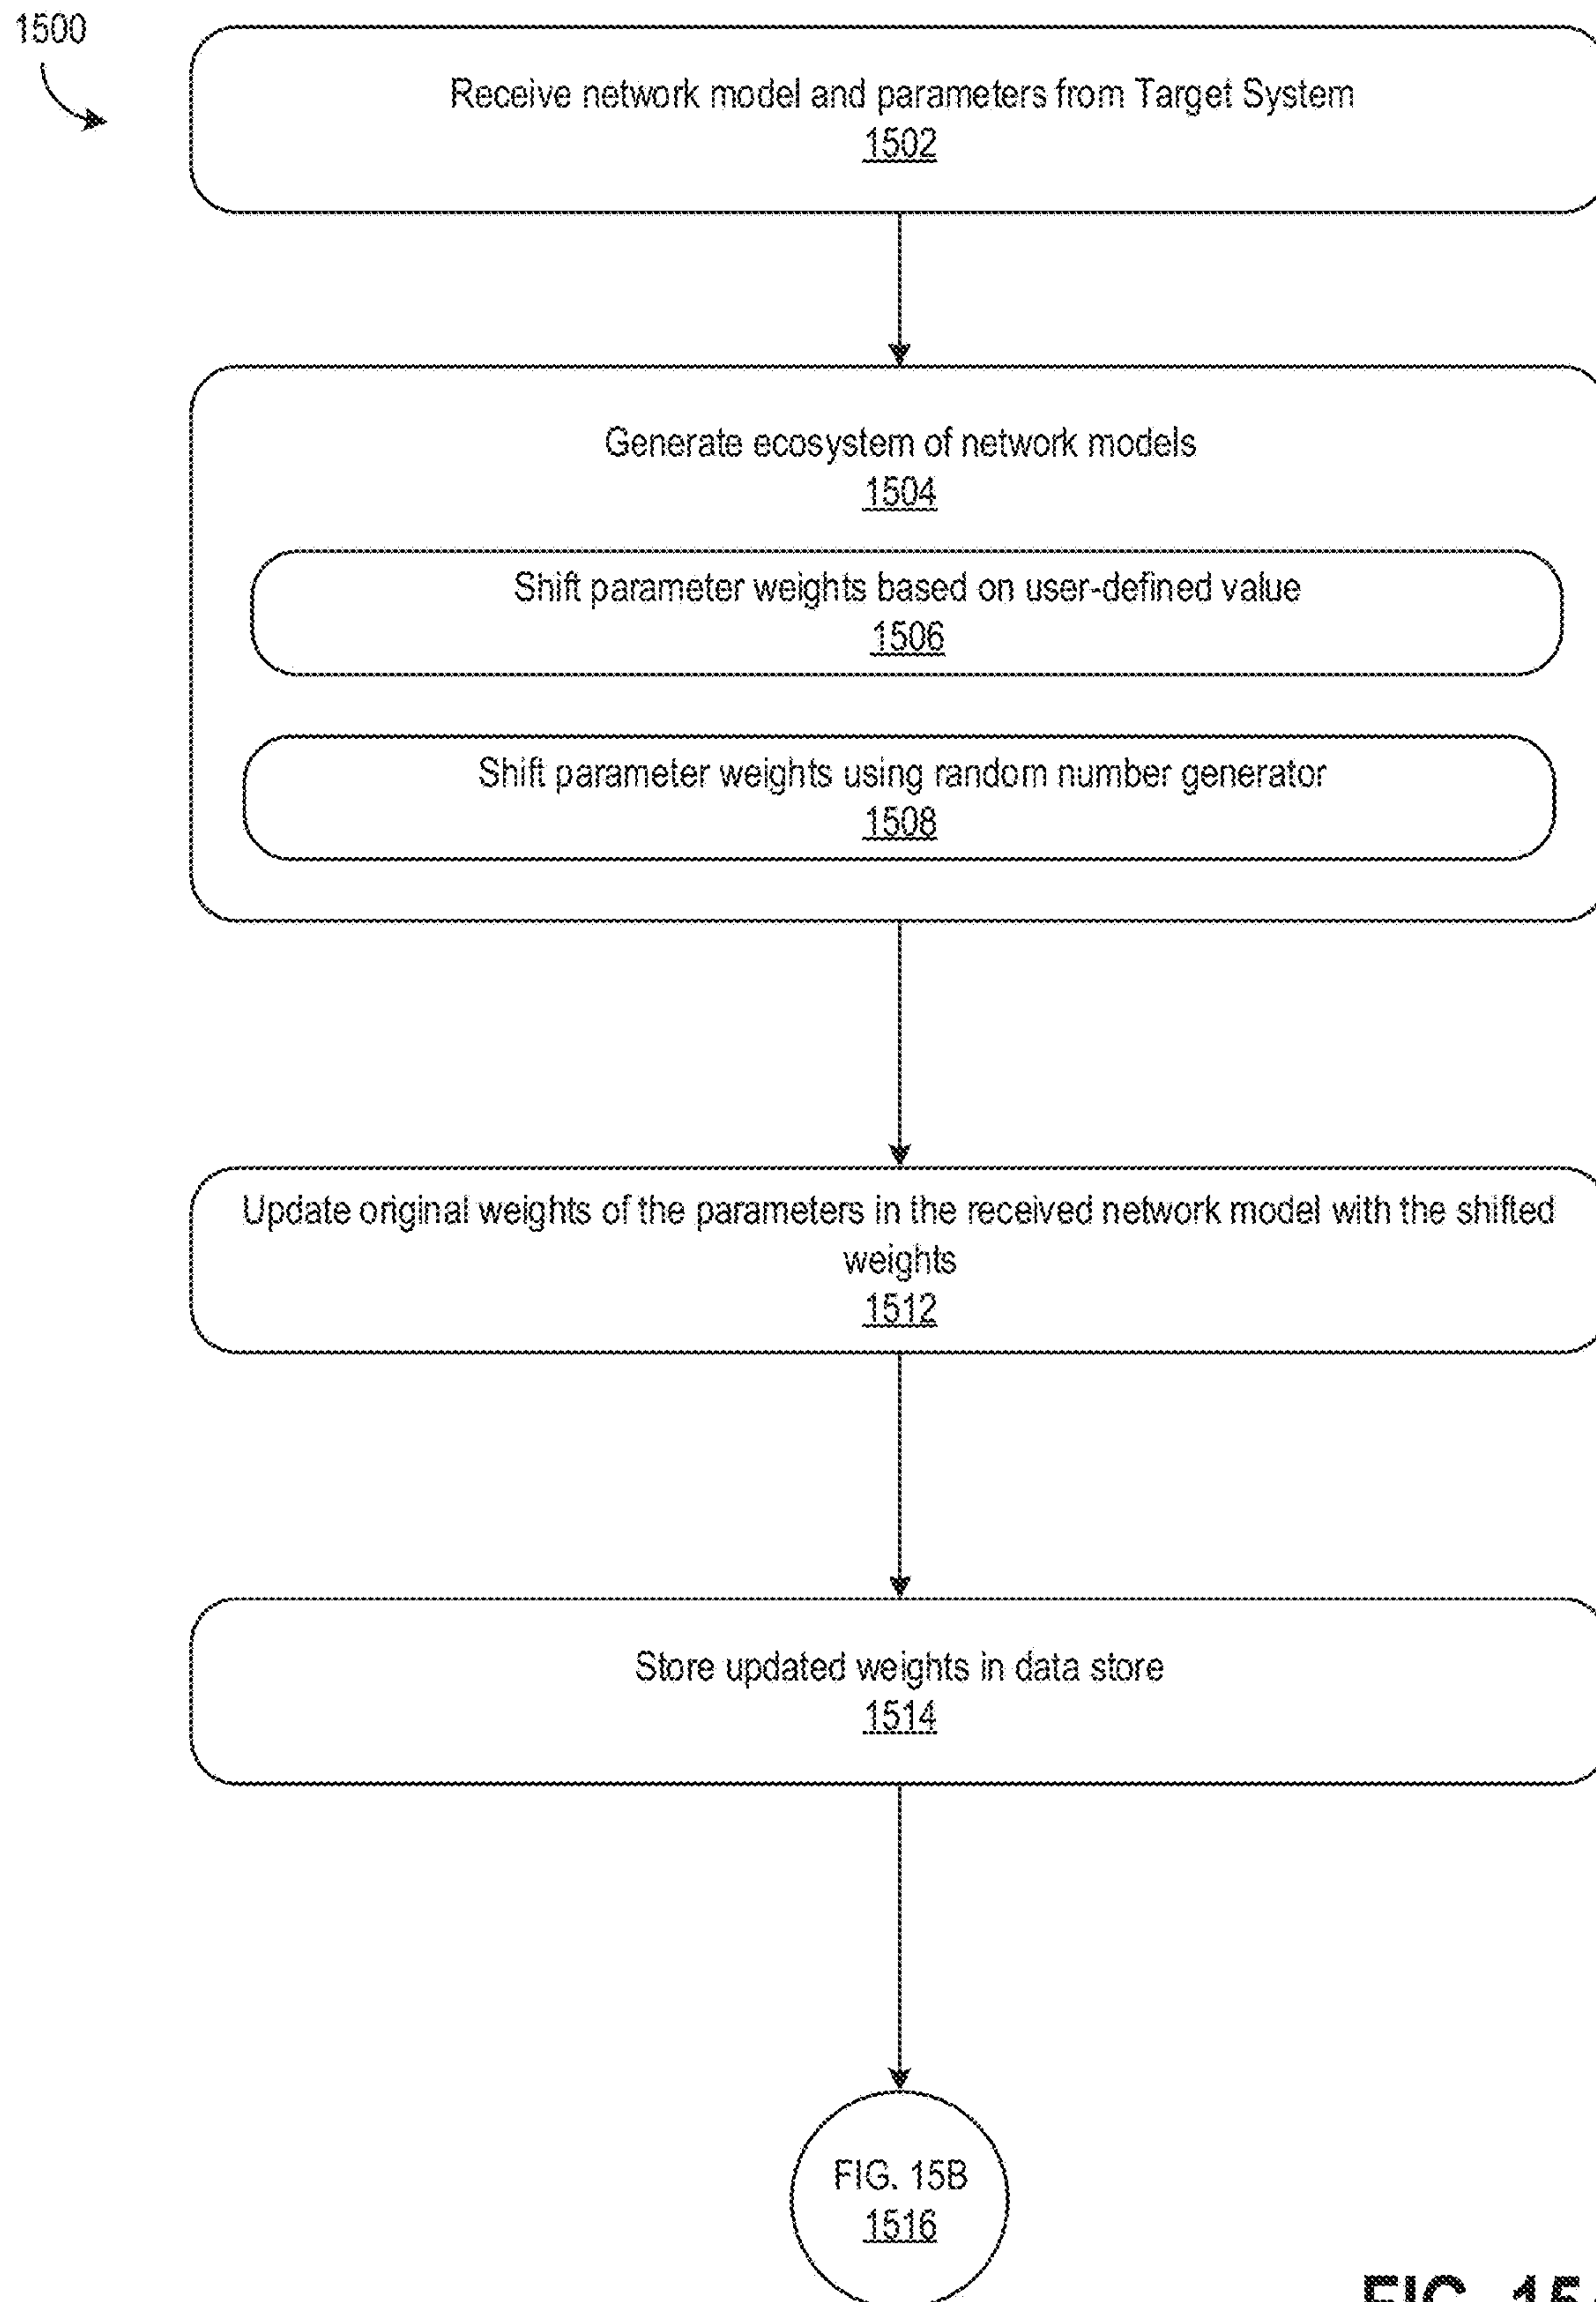 1500
Receive network model and parameters from Target System
1502
Generate ecosystem of network models
1504
Shift parameter weights based on user-defined value
1506
Shift parameter weights using random number generator
1508
Update original weights of the parameters in the received network model with the shifted
weights
1512
Store updated weights in data store
1514
FIG. 15B
1516
FIG. 15